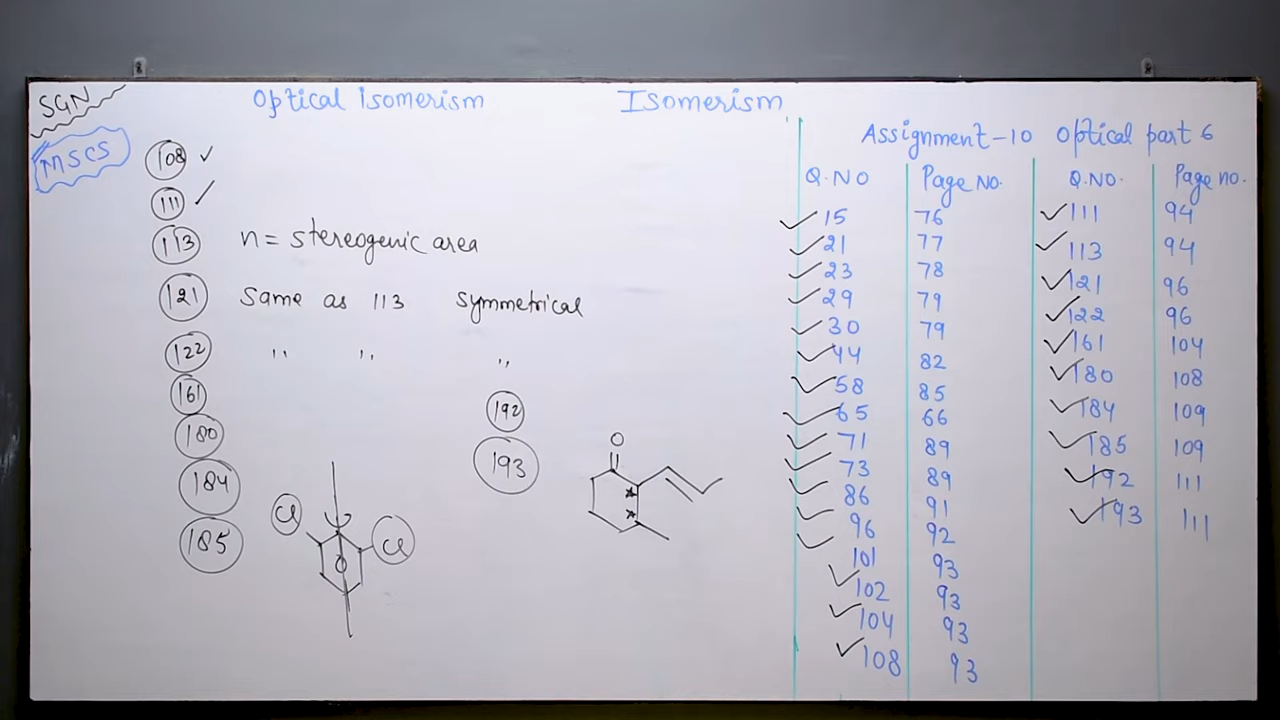 SGN
MSCS
Optical Isomerism
Isomerism
108 ✓
111 ✓
113 n = stereogenic area
121 Same as 113 symmetrical
122 " " "
161
180
184
185
192
193
Cl
Cl
O
O
Assignment-10 Optical part 6
Q.NO Page No. Q.NO. Page no.
✓ 15 76 ✓ 111 94
✓ 21 77 ✓ 113 94
✓ 23 78 ✓ 121 96
✓ 29 79 ✓ 122 96
✓ 30 79 ✓ 161 104
✓ 44 82 ✓ 180 108
✓ 58 85 ✓ 184 109
✓ 65 66 ✓ 185 109
✓ 71 89 ✓ 192 111
✓ 73 89 ✓ 193 111
✓ 86 91
✓ 96 92
✓ 101 93
✓ 102 93
✓ 104 93
✓ 108 93